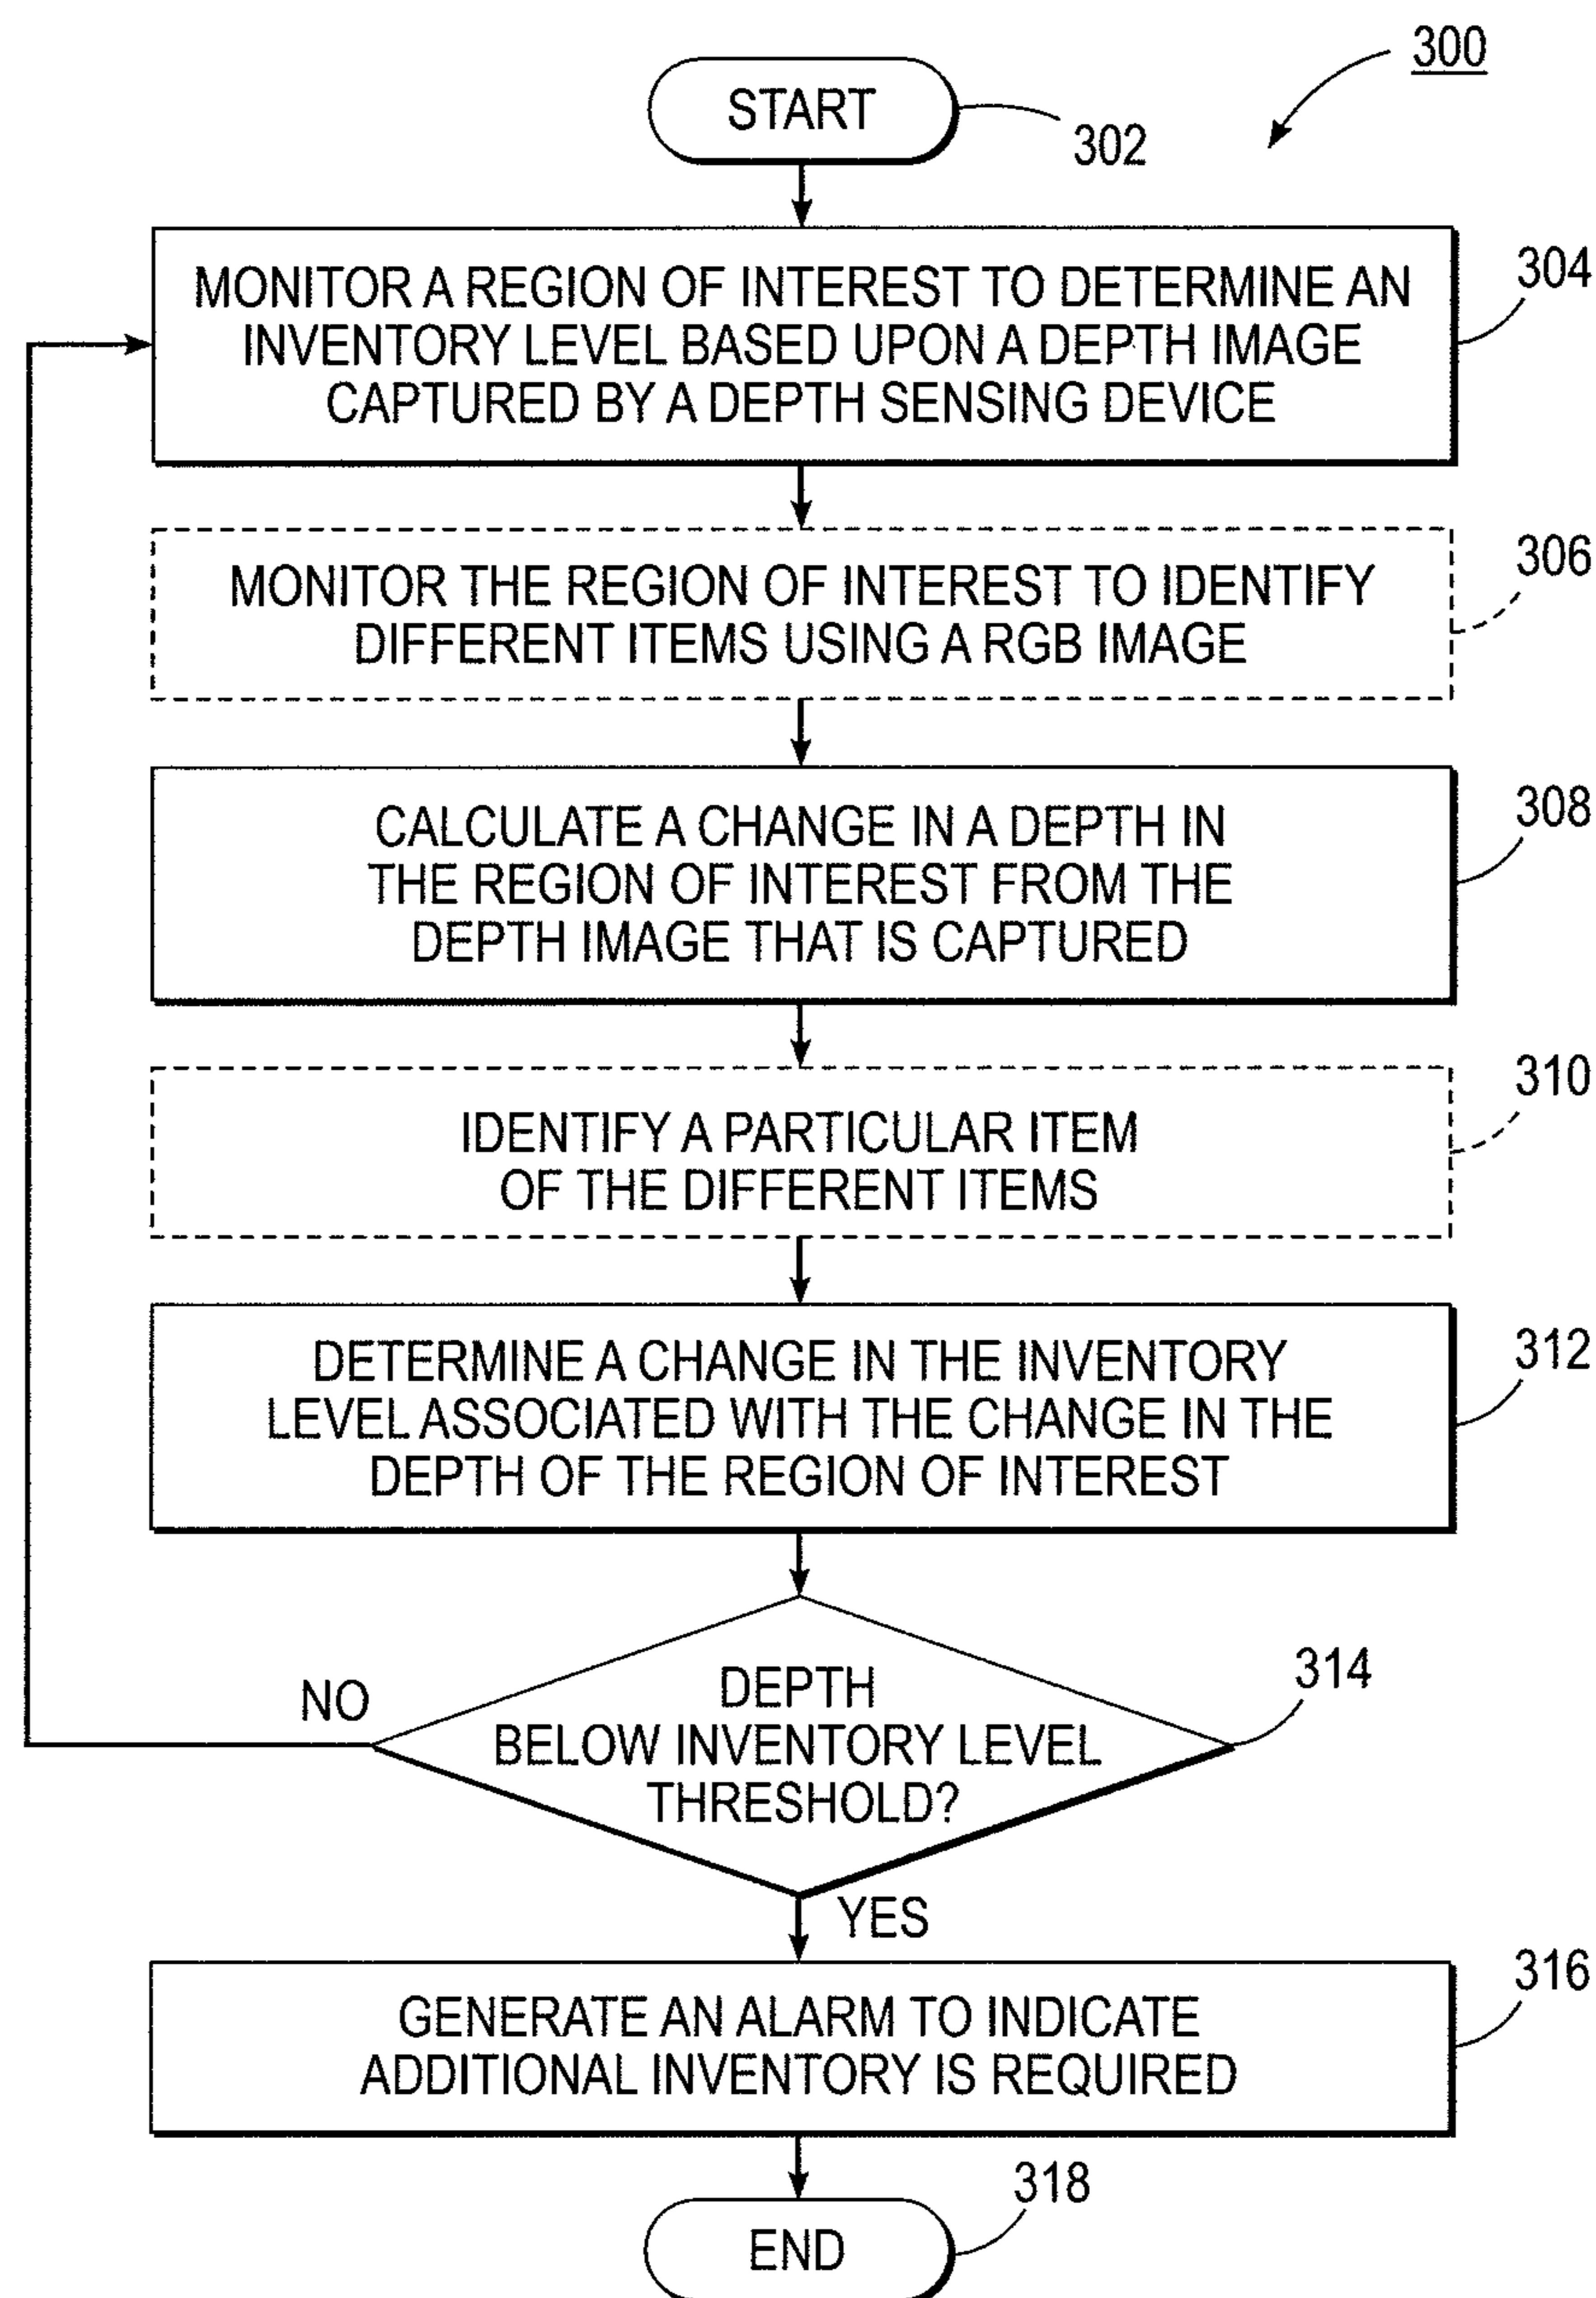 300
START
302
MONITOR A REGION OF INTEREST TO DETERMINE AN
INVENTORY LEVEL BASED UPON A DEPTH IMAGE
CAPTURED BY A DEPTH SENSING DEVICE
304
MONITOR THE REGION OF INTEREST TO IDENTIFY
DIFFERENT ITEMS USING A RGB IMAGE
306
CALCULATE A CHANGE IN A DEPTH IN
THE REGION OF INTEREST FROM THE
DEPTH IMAGE THAT IS CAPTURED
308
IDENTIFY A PARTICULAR ITEM
OF THE DIFFERENT ITEMS
310
DETERMINE A CHANGE IN THE INVENTORY
LEVEL ASSOCIATED WITH THE CHANGE IN THE
DEPTH OF THE REGION OF INTEREST
312
DEPTH
BELOW INVENTORY LEVEL
THRESHOLD?
314
NO
YES
GENERATE AN ALARM TO INDICATE
ADDITIONAL INVENTORY IS REQUIRED
316
END
318